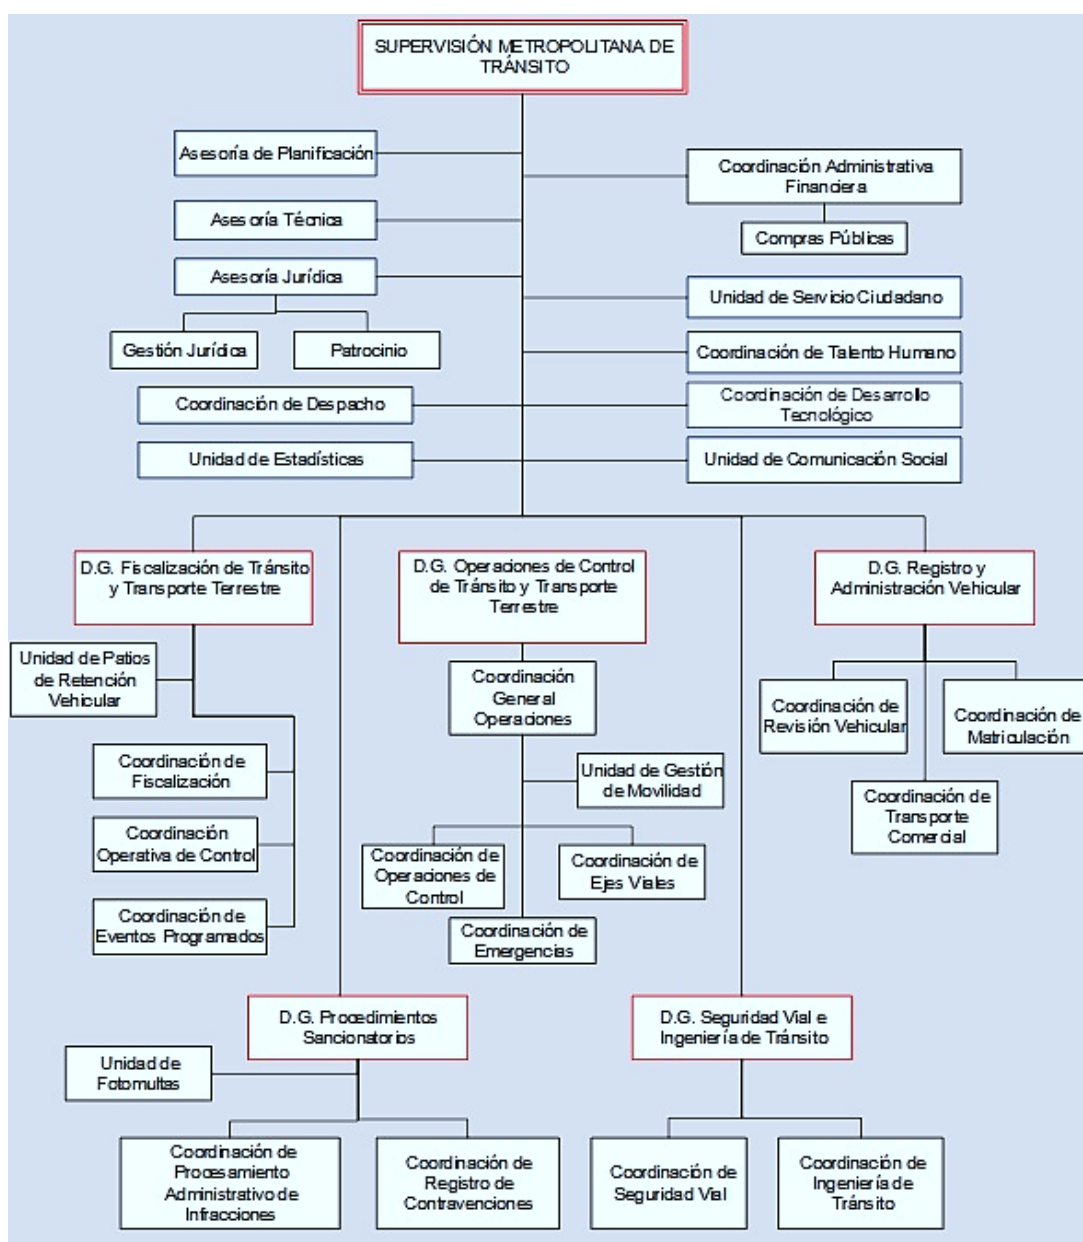 SUPERVISIÓN METROPOLITANA DE
TRÁNSITO
Asesoría de Planificación
Coordinación Administrativa
Financiera
Asesoría Técnica
Compras Públicas
Asesoría Jurídica
Unidad de Servicio Ciudadano
Gestión Jurídica
Patrocinio
Coordinación de Talento Humano
Coordinación de Despacho
Coordinación de Desarrollo
Tecnológico
Unidad de Estadísticas
Unidad de Comunicación Social
D.G. Fiscalización de Tránsito
y Transporte Terrestre
D.G. Operaciones de Control
de Tránsito y Transporte
Terrestre
D.G. Registro y
Administración Vehicular
Unidad de Patios
de Retención
Vehicular
Coordinación
General
Operaciones
Coordinación de
Revisión Vehicular
Coordinación de
Matriculación
Coordinación de
Fiscalización
Unidad de Gestión
de Movilidad
Coordinación de
Transporte
Comercial
Coordinación
Operativa de Control
Coordinación de
Operaciones de
Control
Coordinación de
Ejes Viales
Coordinación de
Eventos Programados
Coordinación de
Emergencias
D.G. Procedimientos
Sancionatorios
D.G. Seguridad Vial e
Ingeniería de Tránsito
Unidad de
Fotomultas
Coordinación de
Procesamiento
Administrativo de
Infracciones
Coordinación de
Registro de
Contravenciones
Coordinación de
Seguridad Vial
Coordinación de
Ingeniería de
Tránsito